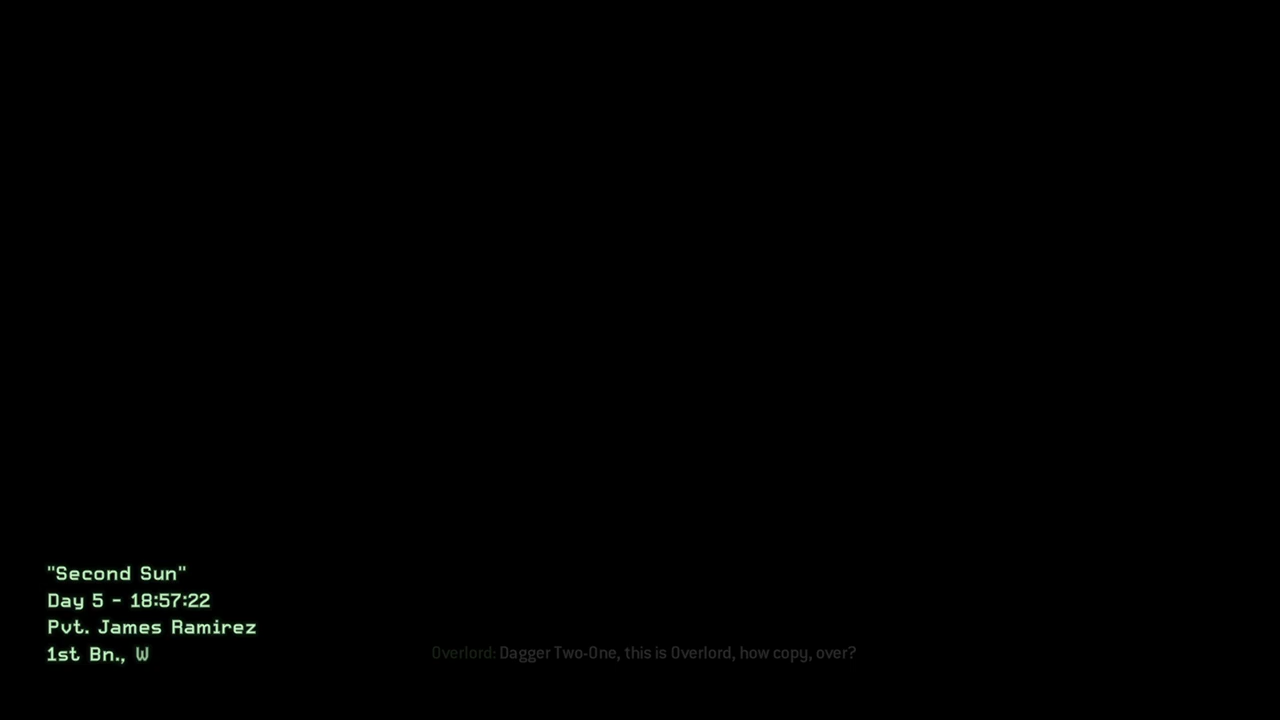 "Second Sun"
Day 5 - 18:57:22
Pvt. James Ramirez
1st Bn., W
Overlord: Dagger Two-One, this is Overlord, how copy, over?